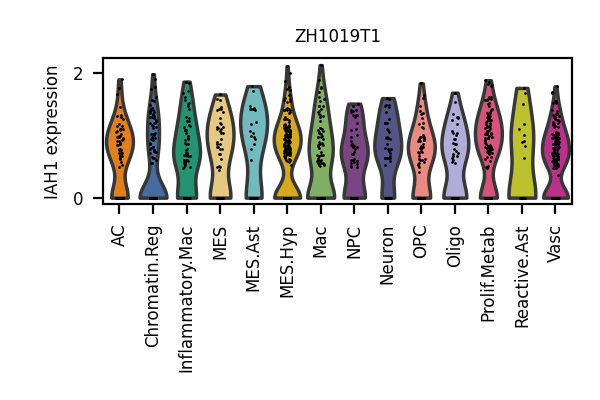 ZH1019T1
IAH1 expression
2
0
AC
Chromatin.Reg
Inflammatory.Mac
MES
MES.Ast
MES.Hyp
Mac
NPC
Neuron
OPC
Oligo
Prolif.Metab
Reactive.Ast
Vasc